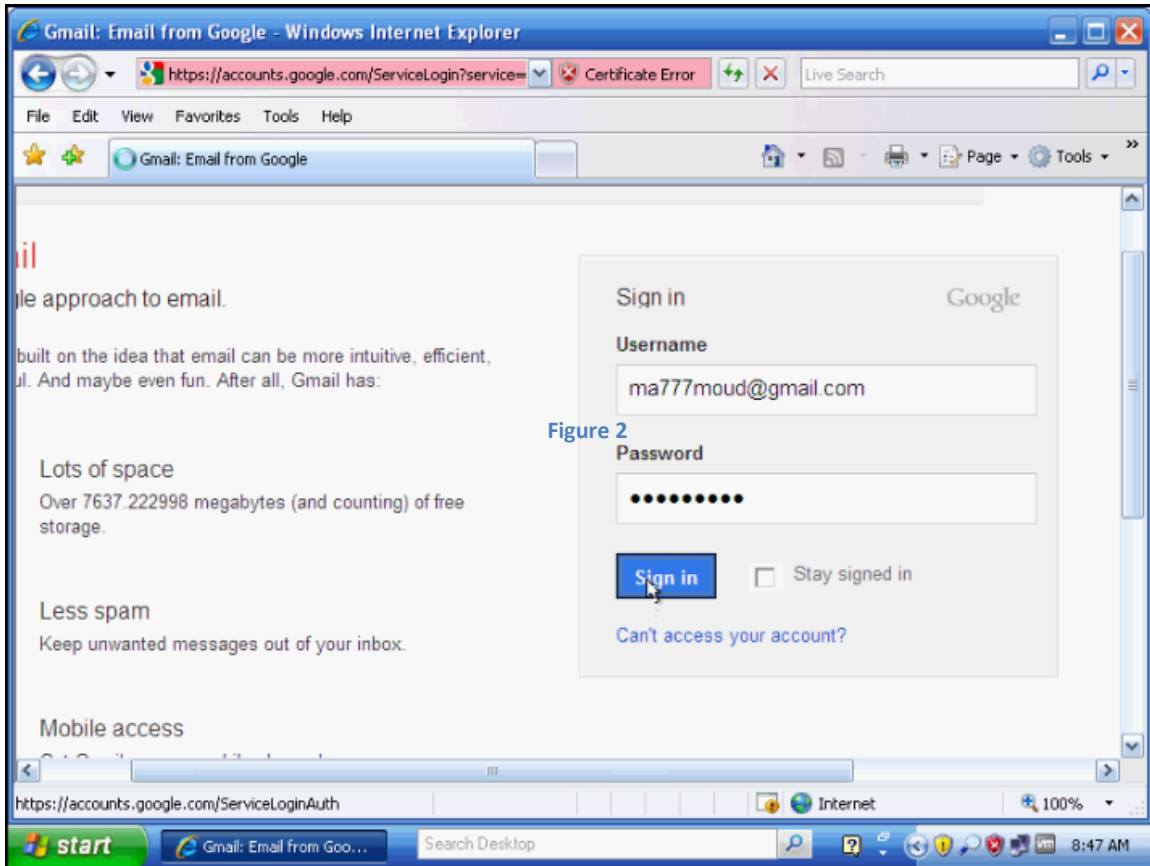 Gmail: Email from Google - Windows Internet Explorer
https://accounts.google.com/ServiceLogin?service= Certificate Error Live Search
File Edit View Favorites Tools Help
Gmail: Email from Google Page Tools »
il
le approach to email.
built on the idea that email can be more intuitive, efficient,
ul. And maybe even fun. After all, Gmail has:
Lots of space
Over 7637.222998 megabytes (and counting) of free
storage.
Less spam
Keep unwanted messages out of your inbox.
Mobile access
Figure 2
Sign in Google
Username
ma777moud@gmail.com
Password
•••••••••
Sign in Stay signed in
Can't access your account?
https://accounts.google.com/ServiceLoginAuth Internet 100%
start Gmail: Email from Goo... Search Desktop 8:47 AM